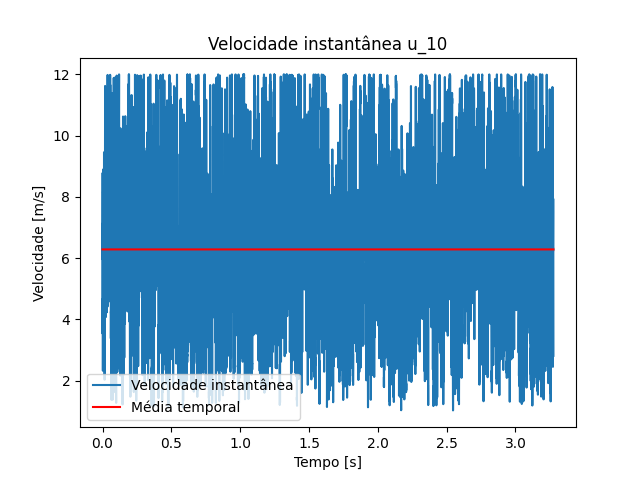 Velocidade instantânea u_10
12
10
8
6
4
2
Velocidade [m/s]
Velocidade instantânea
Média temporal
0.0 0.5 1.0 1.5 2.0 2.5 3.0
Tempo [s]